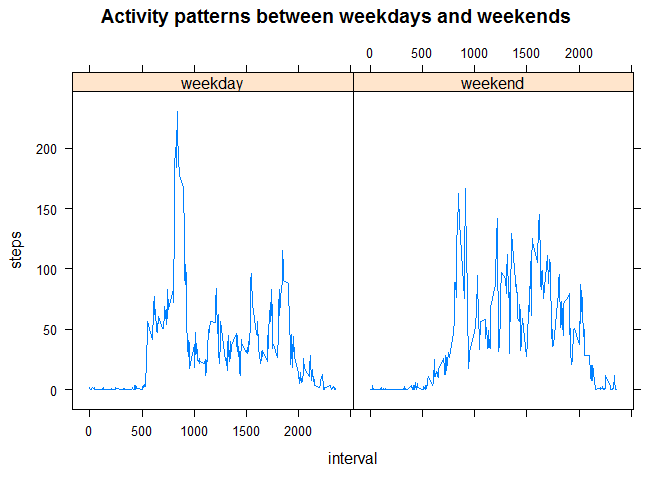 Activity patterns between weekdays and weekends
0 500 1000 1500 2000
weekday weekend
200
150
100
50
0
steps
0 500 1000 1500 2000
interval